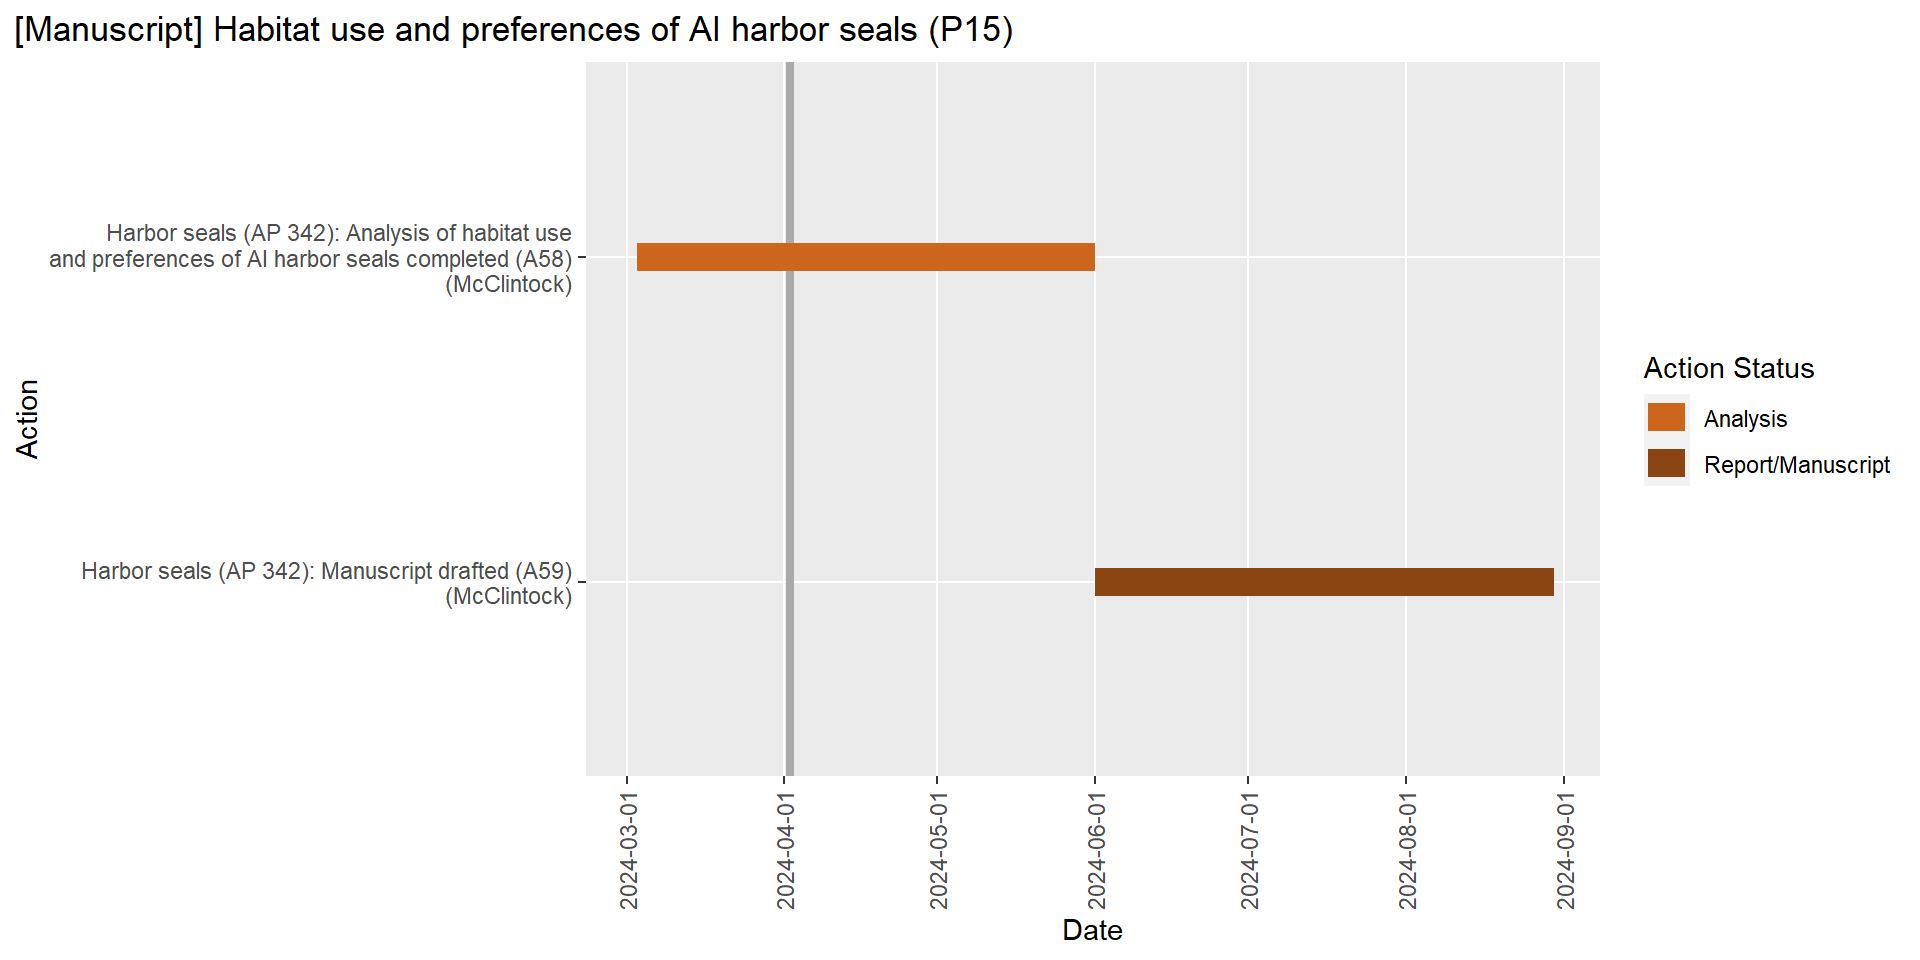 [Manuscript] Habitat use and preferences of AI harbor seals (P15)
Harbor seals (AP 342): Analysis of habitat use
and preferences of AI harbor seals completed (A58)
(McClintock)
Harbor seals (AP 342): Manuscript drafted (A59)
(McClintock)
Action
2024-03-01
2024-04-01
2024-05-01
2024-06-01
2024-07-01
2024-08-01
2024-09-01
Date
Action Status
Analysis
Report/Manuscript